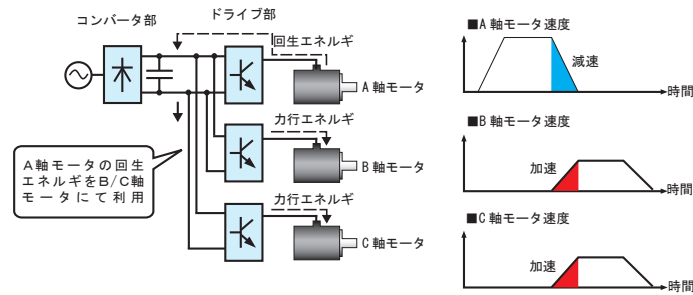 コンバータ部
ドライブ部
回生エネルギ
A軸モータ
力行エネルギ
B軸モータ
力行エネルギ
C軸モータ
A軸モータの回生
エネルギをB/C軸
モータにて利用
■A軸モータ速度
減速
時間
■B軸モータ速度
加速
時間
■C軸モータ速度
加速
時間